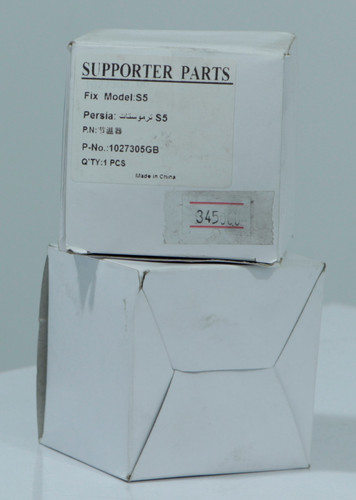 SUPPORTER PARTS
Fix Model:S5
Persia: ترموستات S5
P.N:节温器
P-No.:1027305GB
Q'TY:1 PCS
Made in China